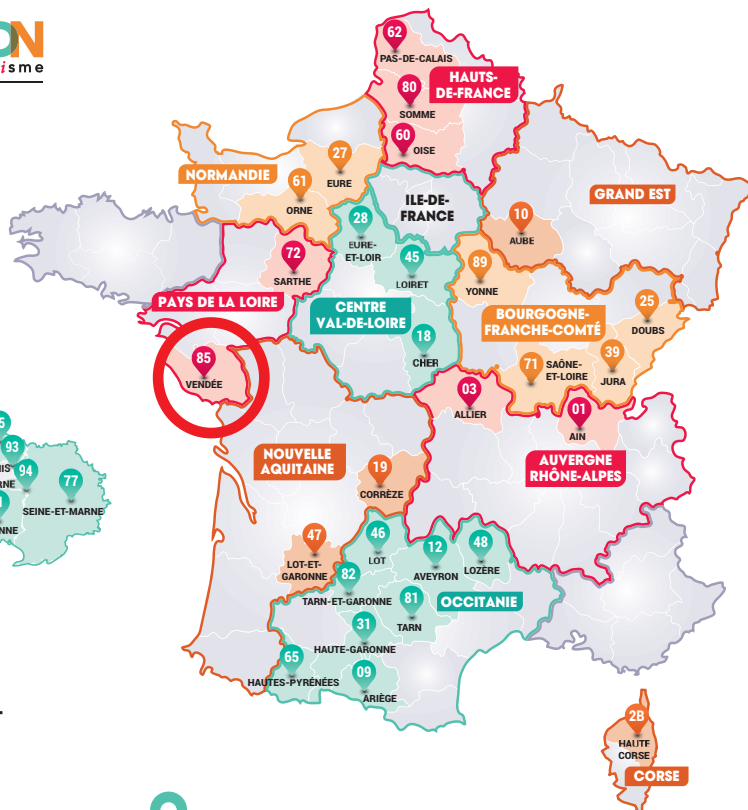 ON
isme
62
PAS-DE-CALAIS
HAUTS-
DE-FRANCE
80
SOMME
60
OISE
27
EURE
NORMANDIE
61
ORNE
ILE-DE-
FRANCE
GRAND EST
10
AUBE
28
EURE-
ET-LOIR
72
SARTHE
45
LOIRET
89
YONNE
PAYS DE LA LOIRE
CENTRE
VAL-DE-LOIRE
BOURGOGNE-
FRANCHE-COMTÉ
25
DOUBS
18
CHER
85
VENDÉE
71
SAÔNE-
ET-LOIRE
39
JURA
03
ALLIER
01
AIN
AUVERGNE
RHÔNE-ALPES
5
93
94
77
SEINE-ET-MARNE
NOUVELLE
AQUITAINE
19
CORRÈZE
47
LOT-ET-
GARONNE
46
LOT
12
AVEYRON
48
LOZÈRE
82
TARN-ET-GARONNE
81
TARN
OCCITANIE
31
HAUTE-GARONNE
65
HAUTES-PYRÉNÉES
09
ARIÈGE
2B
HAUTE
CORSE
CORSE